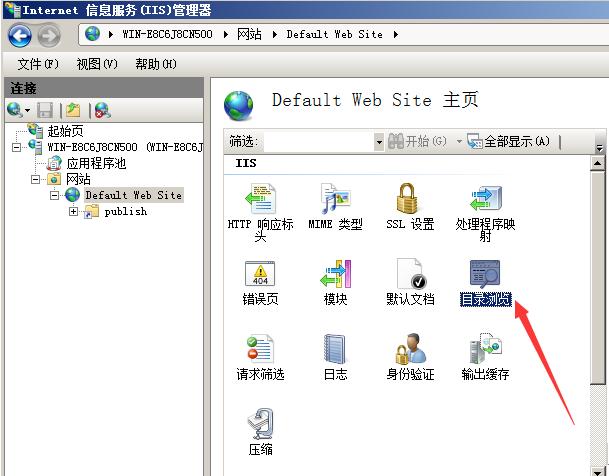 Internet 信息服务(IIS)管理器
WIN-E8C6J8CN500 网站 Default Web Site
文件(F) 视图(V) 帮助(H)
连接
起始页
WIN-E8C6J8CN500 (WIN-E8C6J
应用程序池
网站
Default Web Site
publish
Default Web Site 主页
筛选: 开始(G) 全部显示(A)
IIS
HTTP 响应标头
MIME 类型
SSL 设置
处理程序映射
404
错误页
模块
默认文档
目录浏览
请求筛选
日志
身份验证
输出缓存
压缩